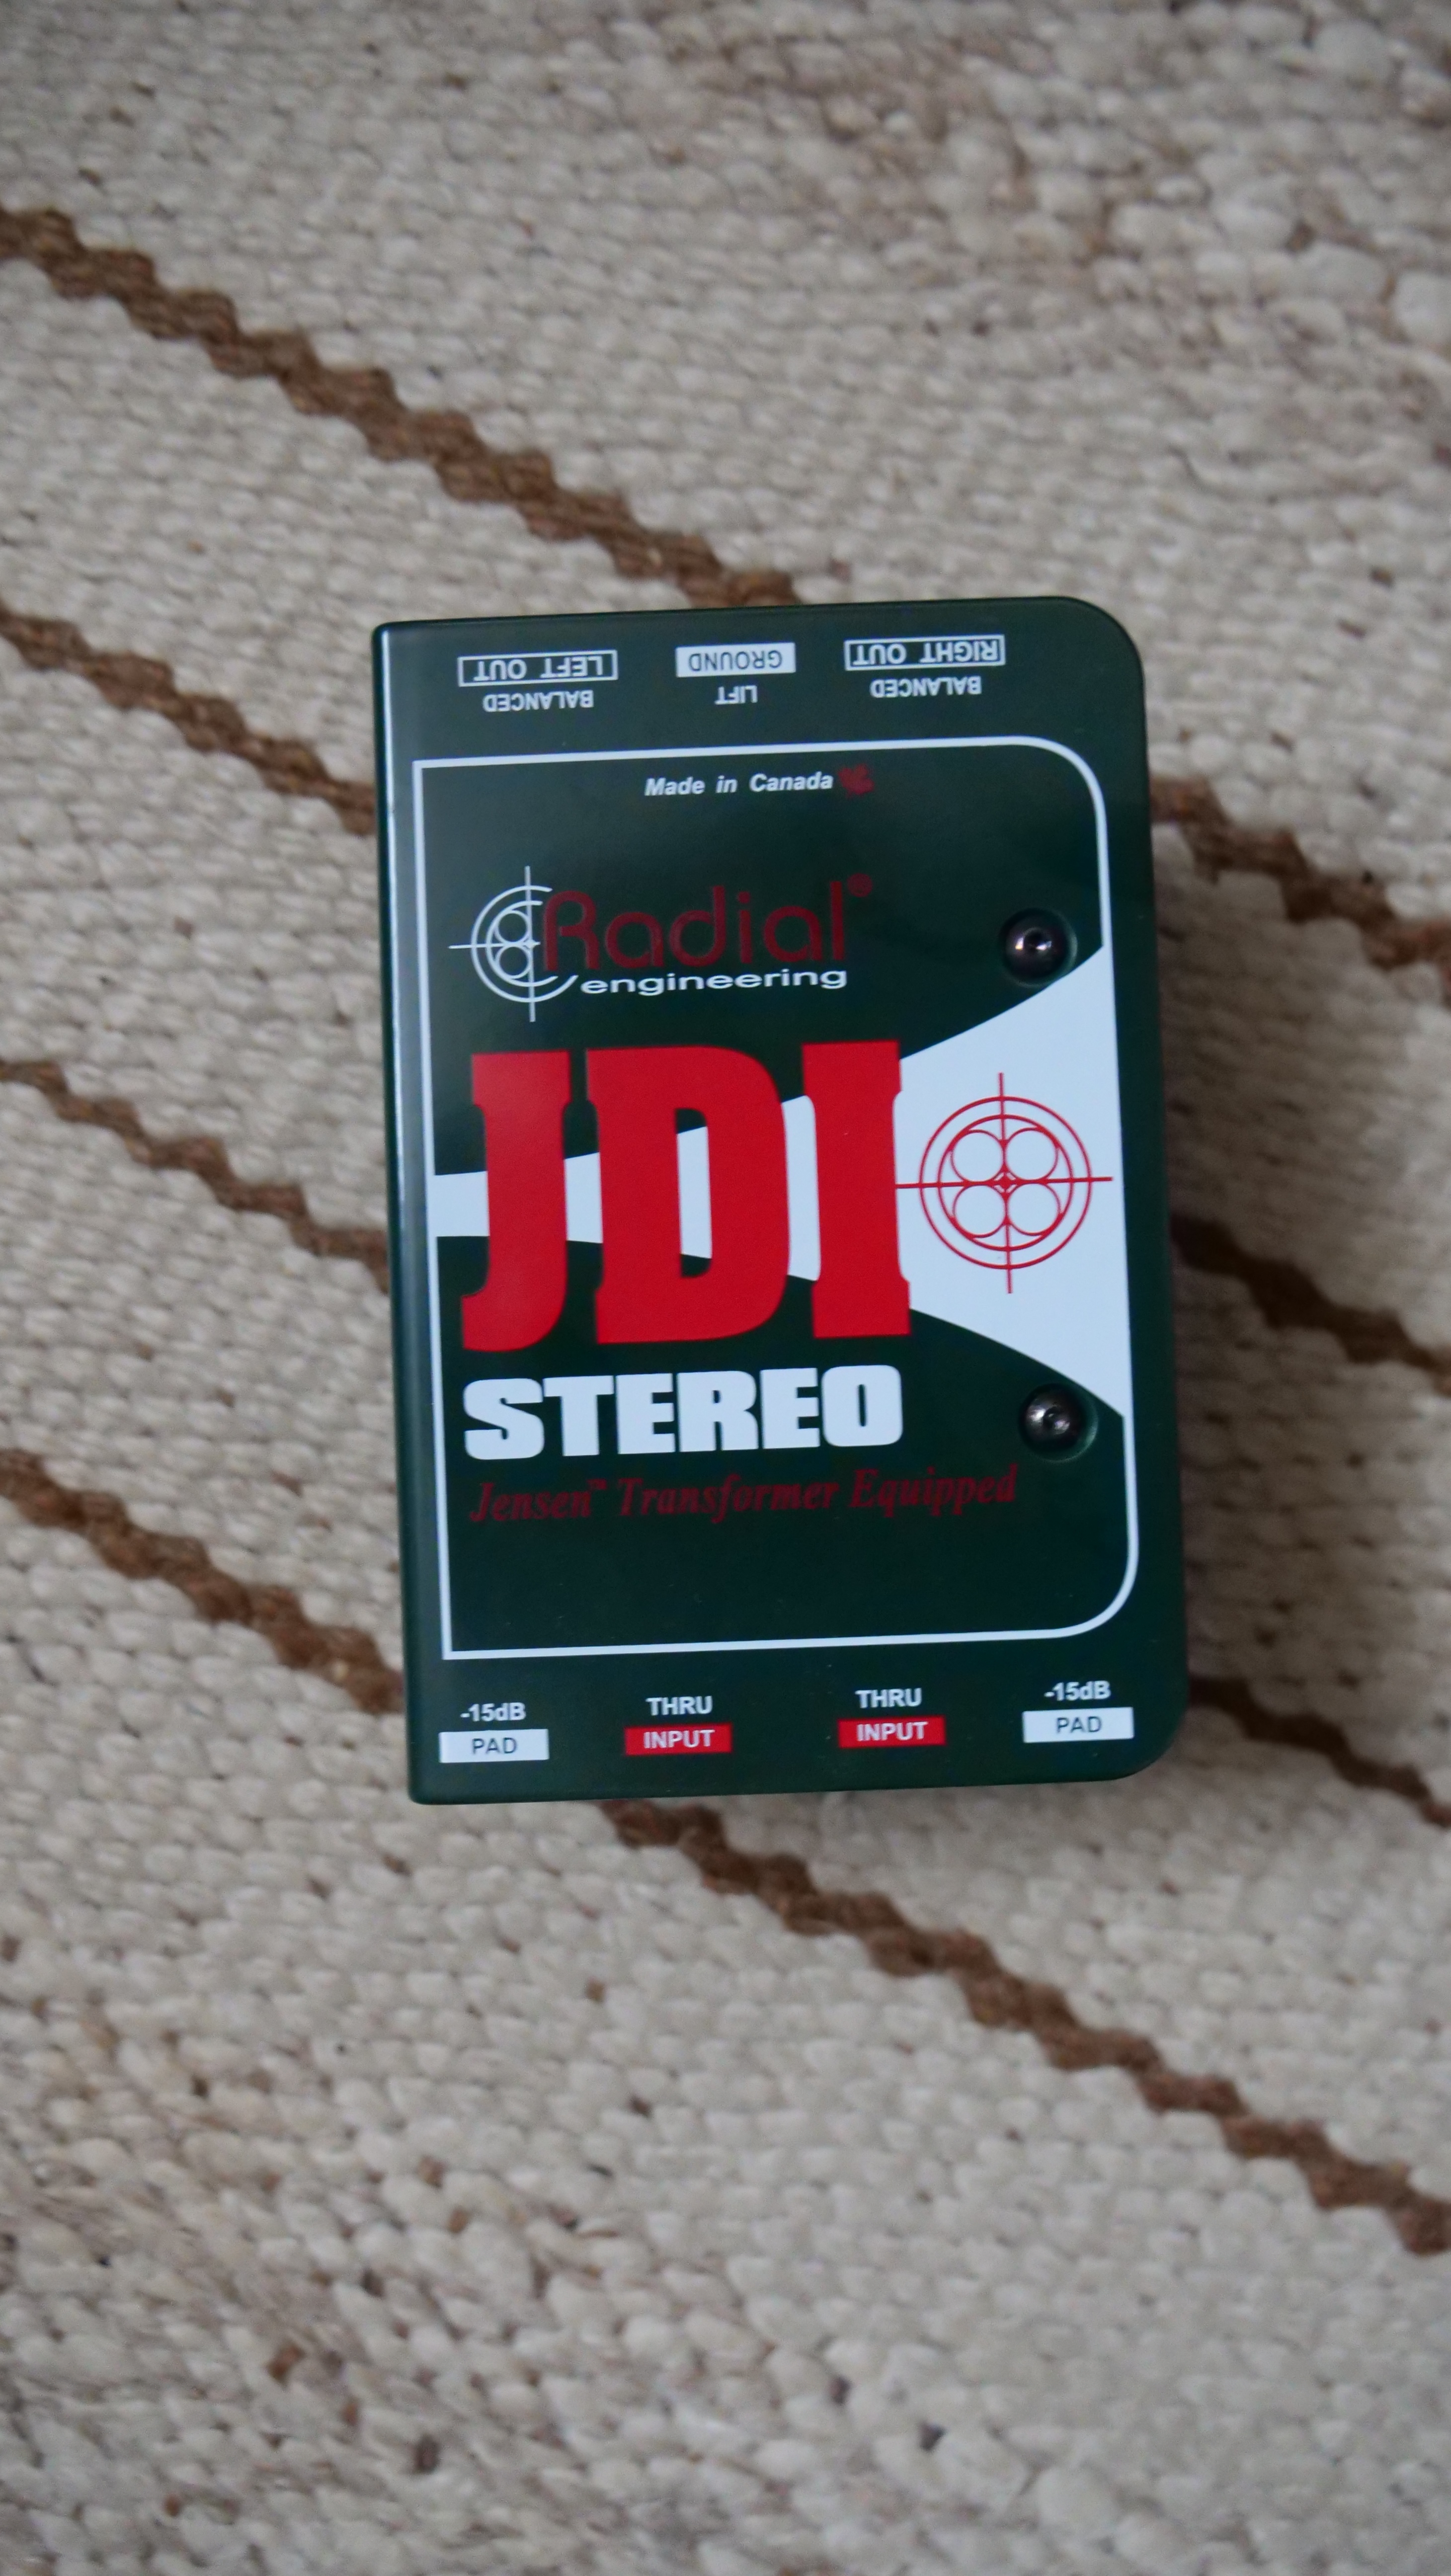 BALANCED
LEFT OUT
LIFT
GROUND
BALANCED
RIGHT OUT
Made in Canada
Radial®
engineering
JDI
STEREO
Jensen™ Transformer Equipped
-15dB
PAD
THRU
INPUT
THRU
INPUT
-15dB
PAD